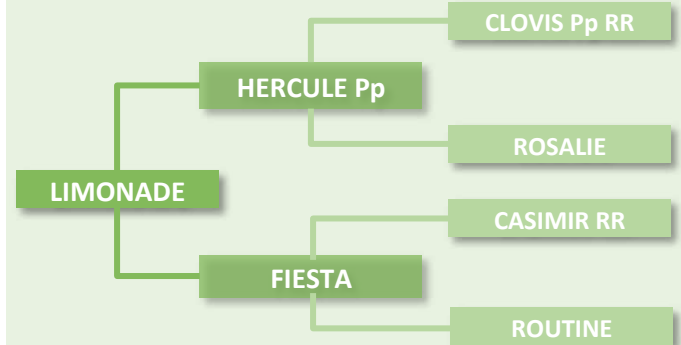 CLOVIS Pp RR
HERCULE Pp
ROSALIE
LIMONADE
CASIMIR RR
FIESTA
ROUTINE